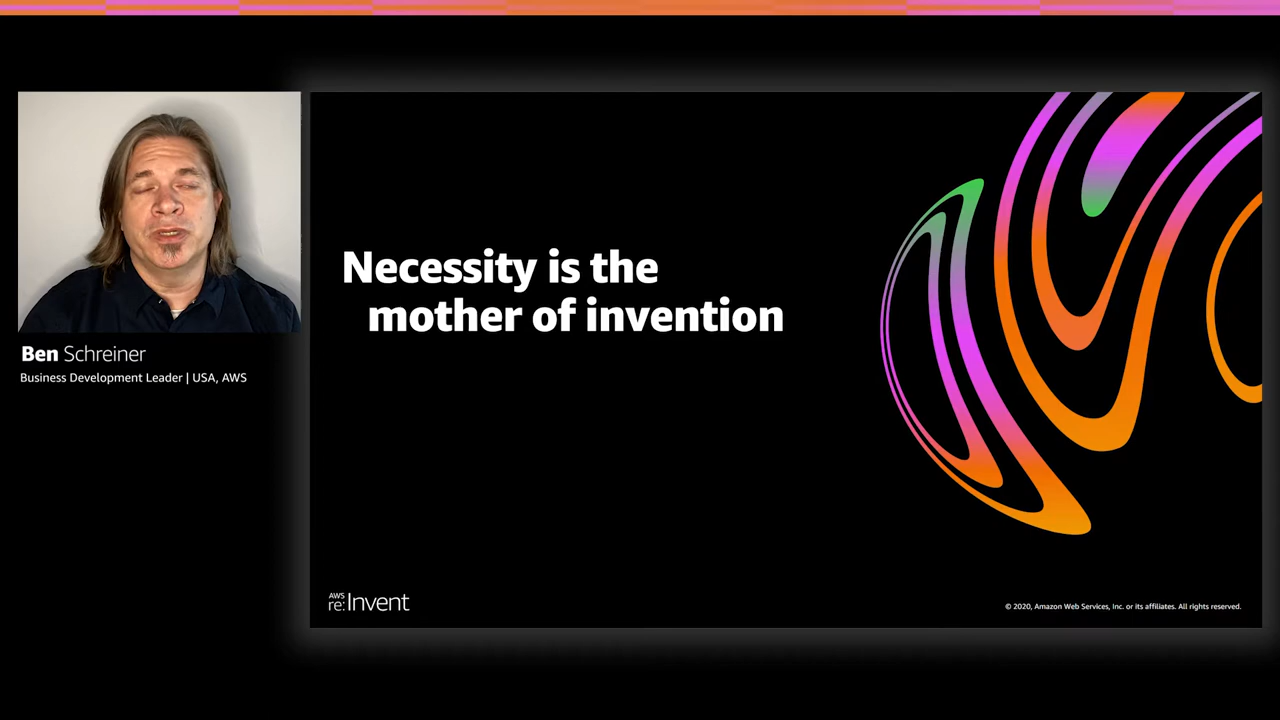 Ben Schreiner
Business Development Leader | USA, AWS
Necessity is the
mother of invention
AWS
re:Invent
© 2020, Amazon Web Services, Inc. or its affiliates. All rights reserved.